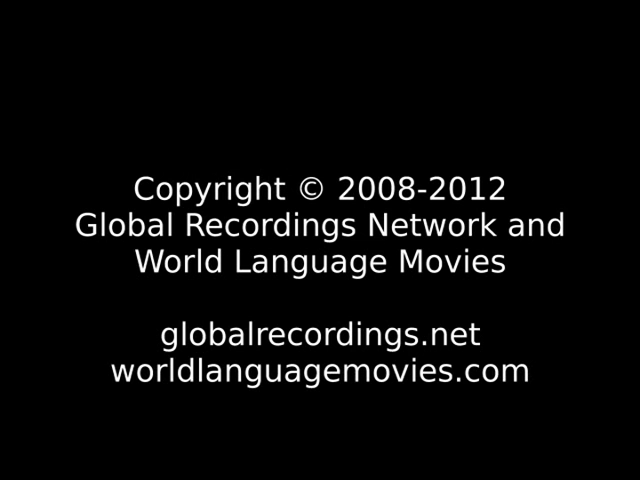 Copyright © 2008-2012
Global Recordings Network and
World Language Movies
globalrecordings.net
worldlanguagemovies.com